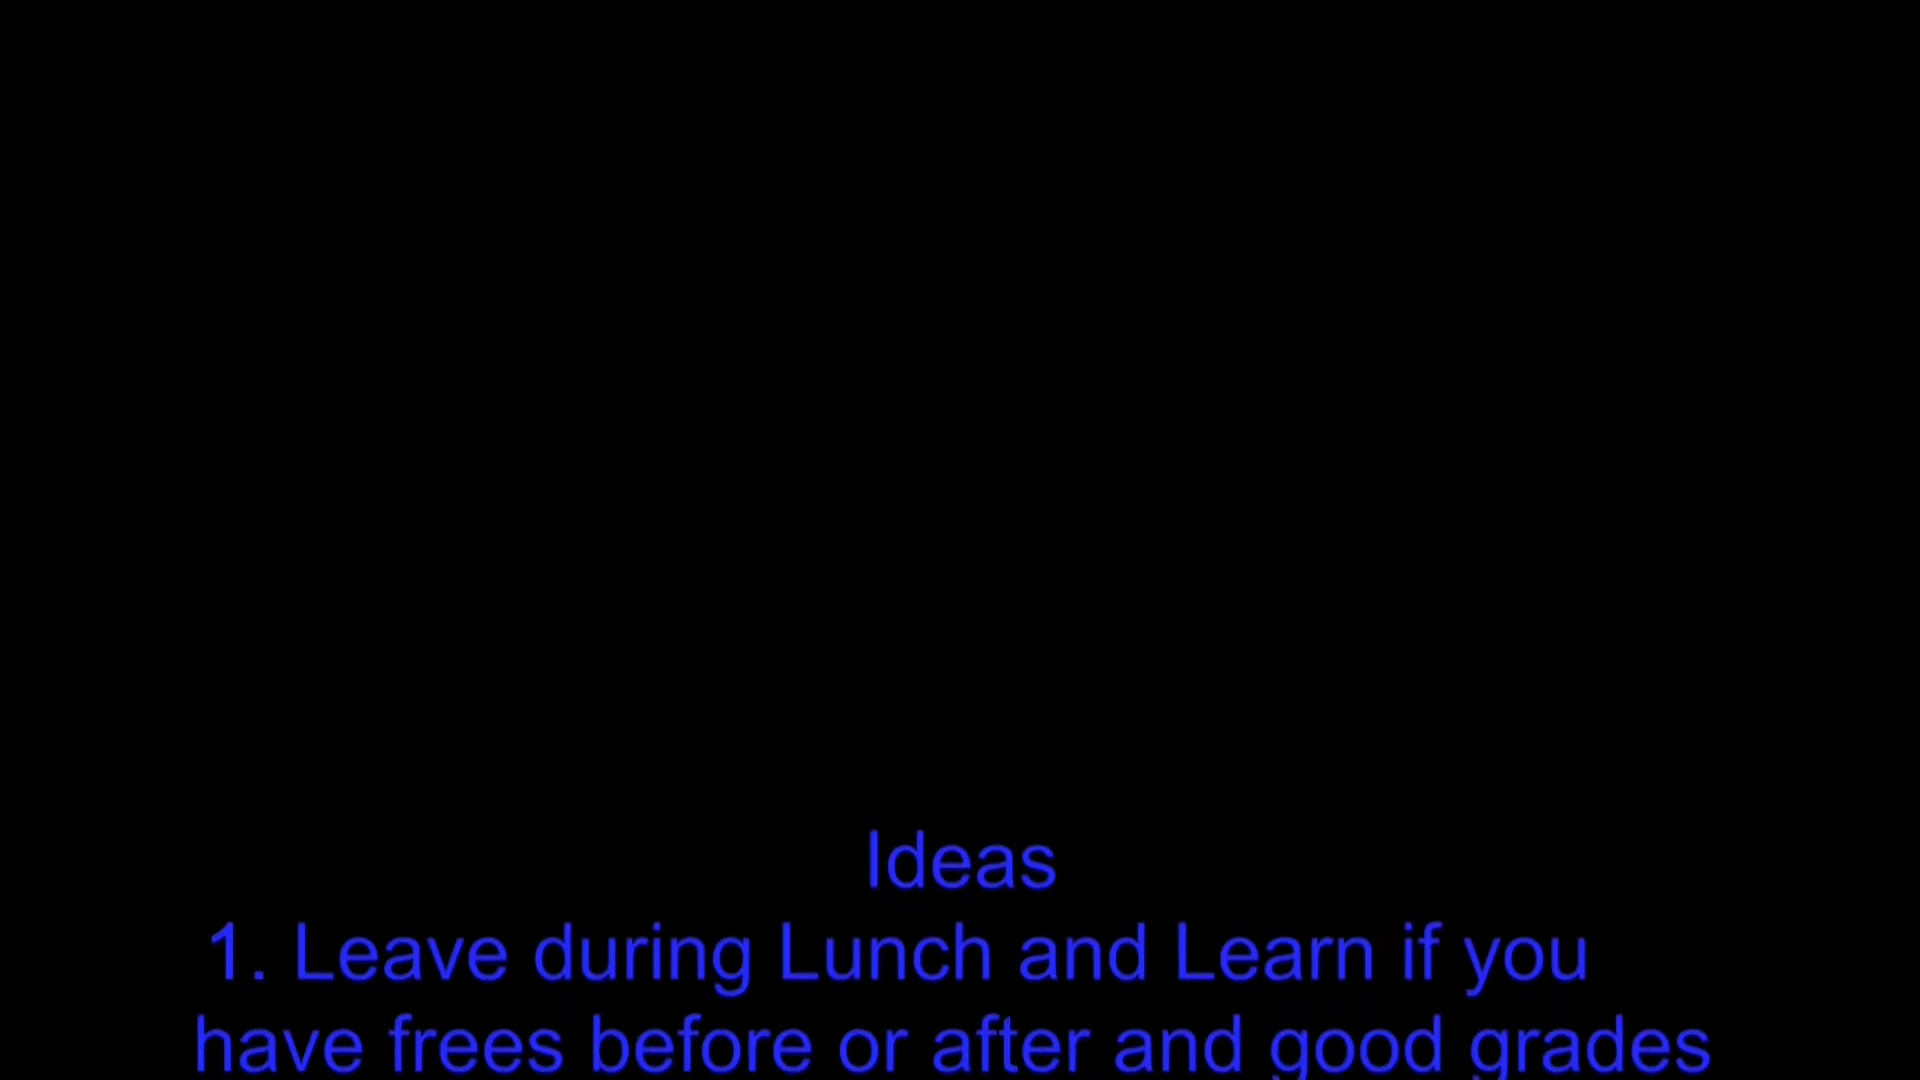 Ideas
1. Leave during Lunch and Learn if you
have frees before or after and good grades